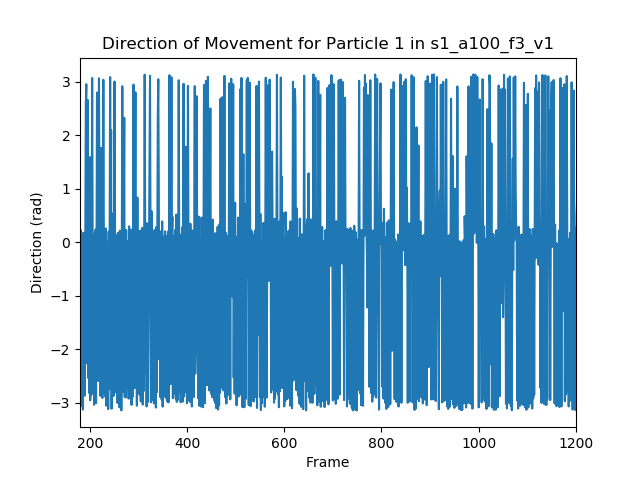 Direction of Movement for Particle 1 in s1_a100_f3_v1
3
2
1
0
−1
−2
−3
Direction (rad)
200 400 600 800 1000 1200
Frame